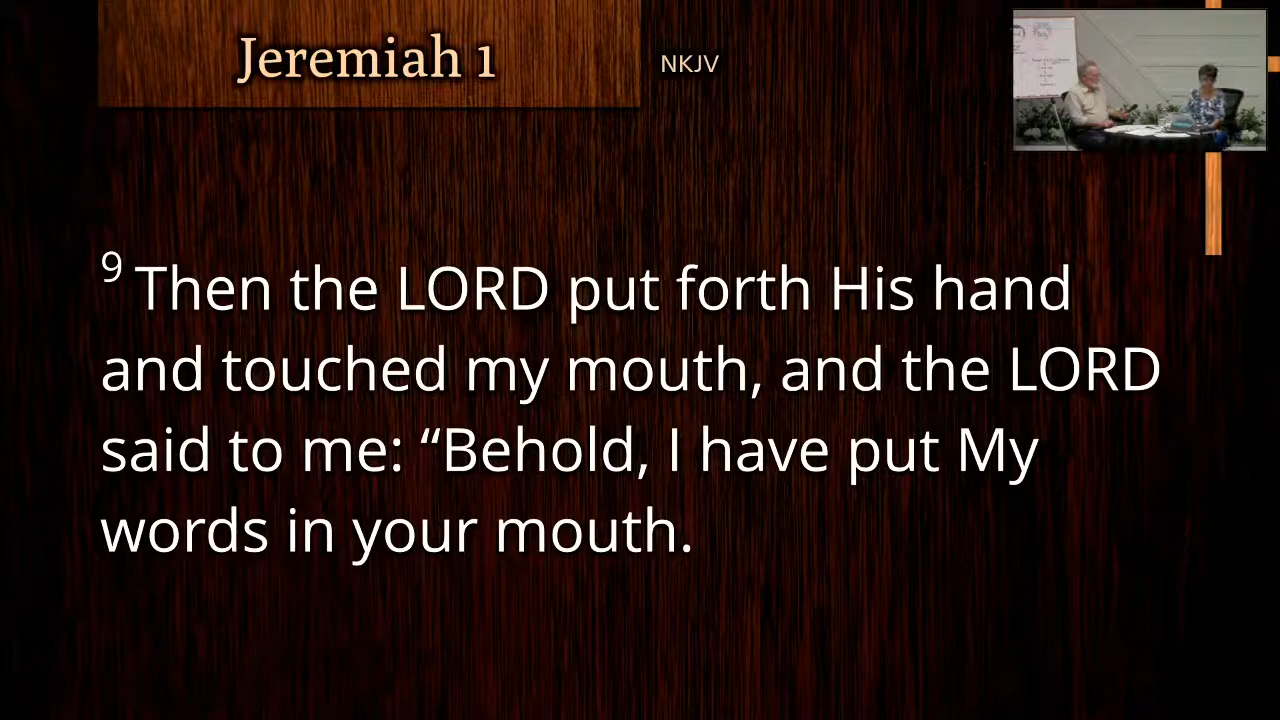 Jeremiah 1
NKJV
9 Then the LORD put forth His hand
and touched my mouth, and the LORD
said to me: “Behold, I have put My
words in your mouth.